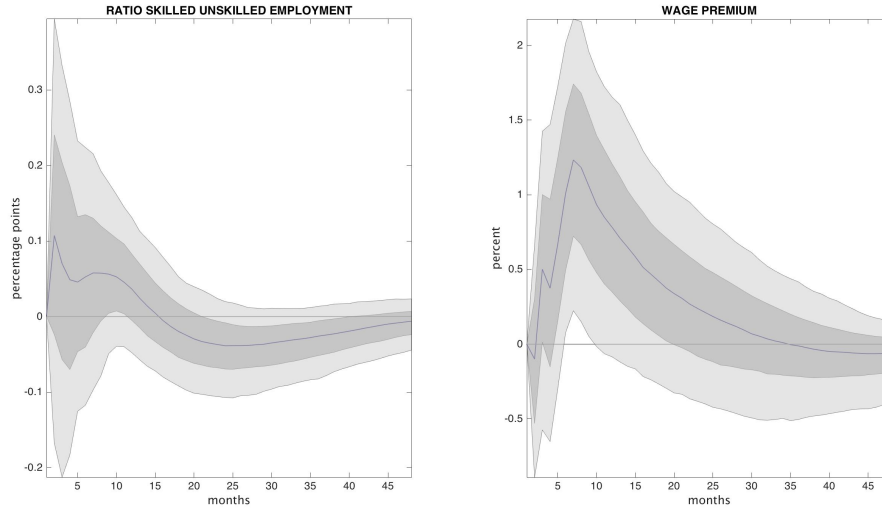 RATIO SKILLED UNSKILLED EMPLOYMENT
percentage points
0.3
0.2
0.1
0
-0.1
-0.2
5 10 15 20 25 30 35 40 45
months
WAGE PREMIUM
percent
2
1.5
1
0.5
0
-0.5
5 10 15 20 25 30 35 40 45
months